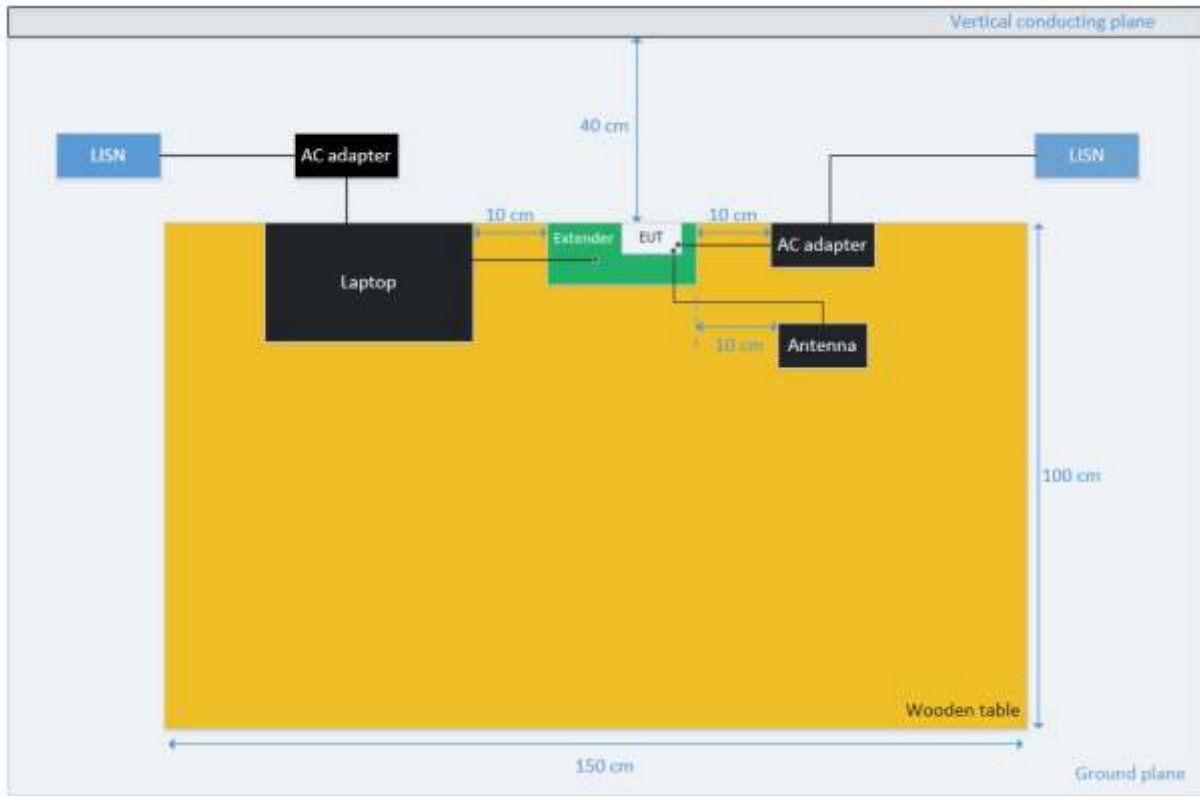 Vertical conducting plane
40 cm
LISN
AC adapter
LISN
10 cm
10 cm
Extender
EUT
AC adapter
Laptop
10 cm
Antenna
100 cm
Wooden table
150 cm
Ground plane